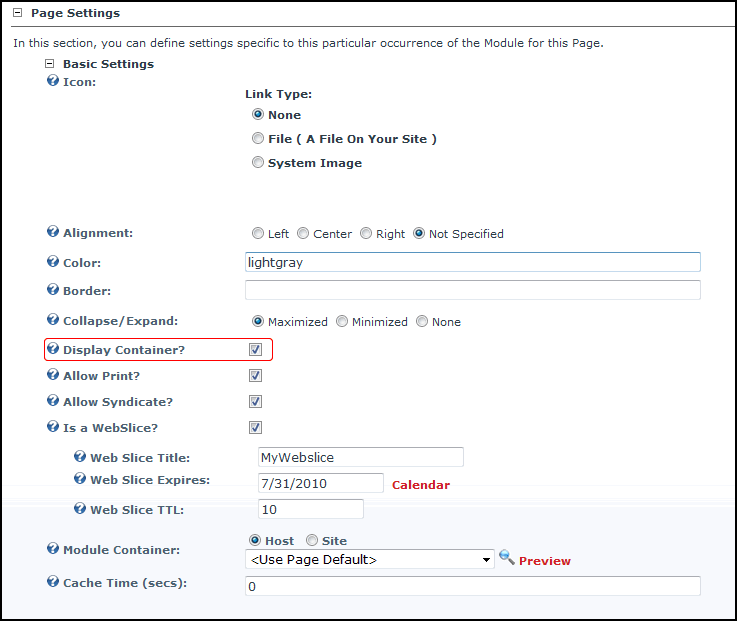 Page Settings
In this section, you can define settings specific to this particular occurrence of the Module for this Page.
Basic Settings
Icon:
Link Type:
None
File ( A File On Your Site )
System Image
Alignment: Left Center Right Not Specified
Color: lightgray
Border:
Collapse/Expand: Maximized Minimized None
Display Container?
Allow Print?
Allow Syndicate?
Is a WebSlice?
Web Slice Title: MyWebslice
Web Slice Expires: 7/31/2010 Calendar
Web Slice TTL: 10
Host Site
Module Container: <Use Page Default> Preview
Cache Time (secs): 0